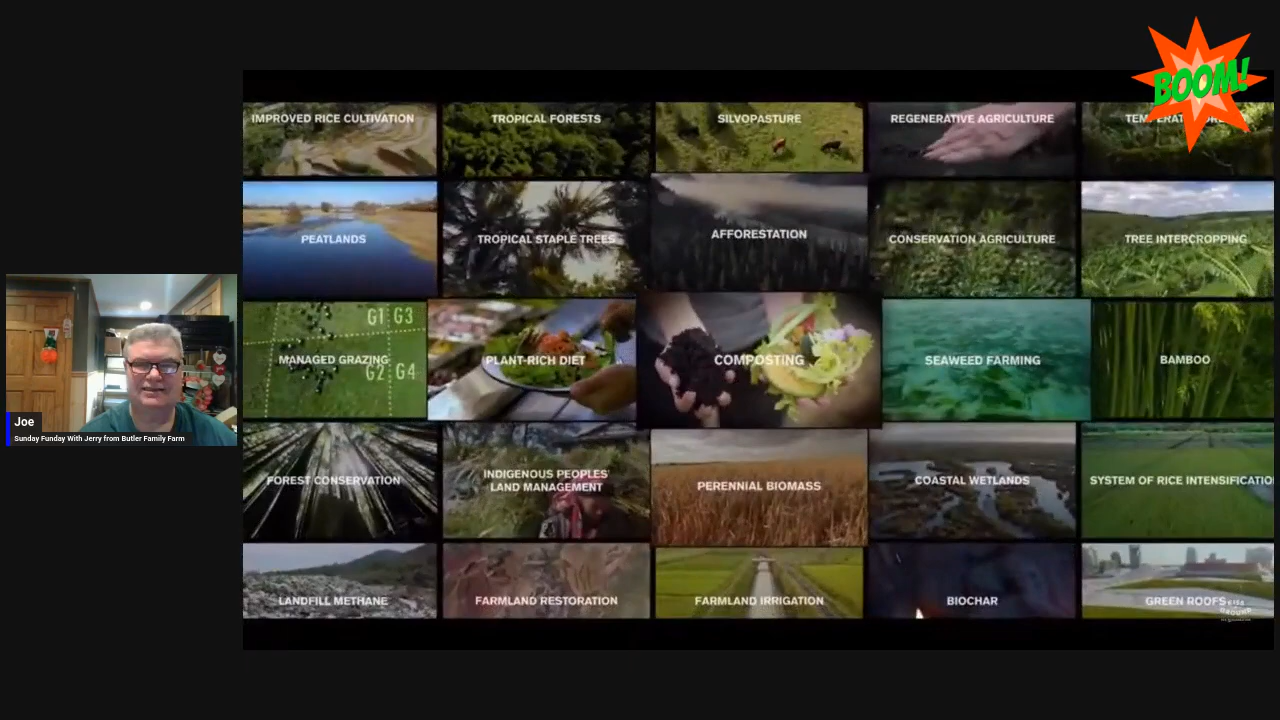 BOOM!
IMPROVED RICE CULTIVATION
TROPICAL FORESTS
SILVOPASTURE
REGENERATIVE AGRICULTURE
PEATLANDS
TROPICAL STAPLE TREES
AFFORESTATION
CONSERVATION AGRICULTURE
TREE INTERCROPPING
G1 G3
MANAGED GRAZING
G2 G4
PLANT-RICH DIET
COMPOSTING
SEAWEED FARMING
BAMBOO
Joe
Sunday Funday With Jerry from Butler Family Farm
FOREST CONSERVATION
INDIGENOUS PEOPLES'
LAND MANAGEMENT
PERENNIAL BIOMASS
COASTAL WETLANDS
SYSTEM OF RICE INTENSIFICATIO
LANDFILL METHANE
FARMLAND RESTORATION
FARMLAND IRRIGATION
BIOCHAR
GREEN ROOFS
KISS
GROUND